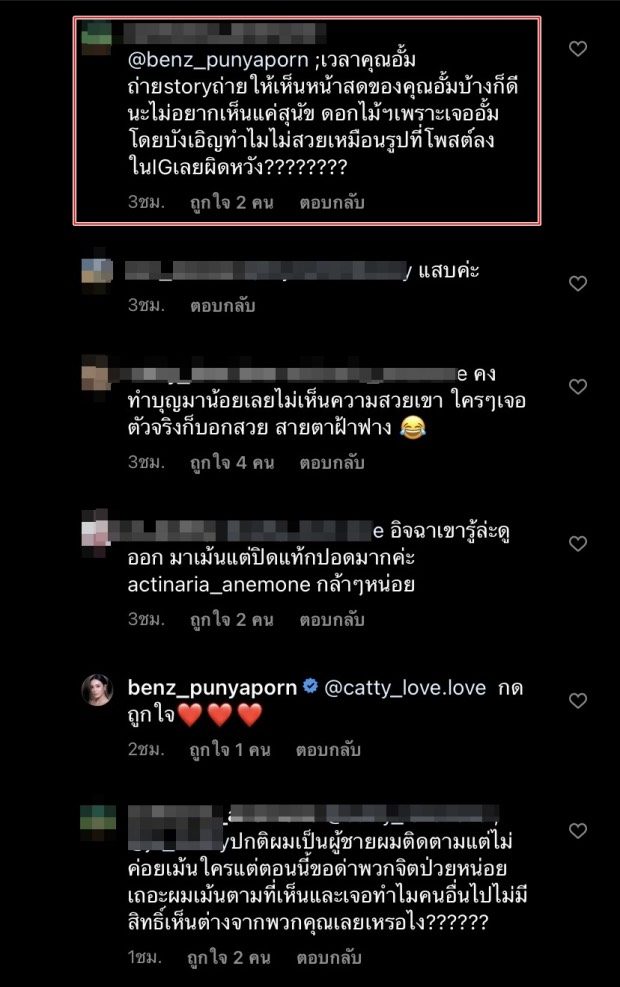 @benz_punyaporn ;เวลาคุณอั้ม
ถ่ายstoryถ่ายให้เห็นหน้าสดของคุณอั้มบ้างก็ดี
นะไม่อยากเห็นแค่สุนัข ดอกไม้ฯเพราะเจออั้ม
โดยบังเอิญทำไมไม่สวยเหมือนรูปที่โพสต์ลง
ในIGเลยผิดหวัง????????
3ชม. ถูกใจ 2 คน ตอบกลับ
แสบค่ะ
3ชม. ตอบกลับ
คง
ทำบุญมาน้อยเลยไม่เห็นความสวยเขา ใครๆเจอ
ตัวจริงก็บอกสวย สายตาฝ้าฟาง 😂
3ชม. ถูกใจ 4 คน ตอบกลับ
อิจฉาเขารู้ล่ะดู
ออก มาเม้นแต่ปิดแท้กปอดมากค่ะ
actinaria_anemone กล้าๆหน่อย
3ชม. ถูกใจ 2 คน ตอบกลับ
benz_punyaporn @catty_love.love กด
ถูกใจ❤️❤️❤️
2ชม. ถูกใจ 1 คน ตอบกลับ
ปกติผมเป็นผู้ชายผมติดตามแต่ไม่
ค่อยเม้นใครแต่ตอนนี้ขอด่าพวกจิตป่วยหน่อย
เถอะผมเม้นตามที่เห็นและเจอทำไมคนอื่นไปไม่มี
สิทธิ์เห็นต่างจากพวกคุณเลยเหรอไง??????
1ชม. ถูกใจ 2 คน ตอบกลับ